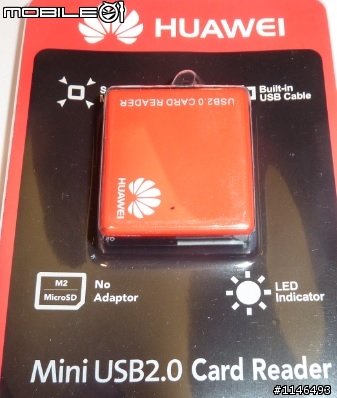 MOBILE01
HUAWEI
Built-in
USB Cable
USB2.0 CARD READER
HUAWEI
M2
MicroSD
No
Adaptor
LED
Indicator
Mini USB2.0 Card Reader
#1146493